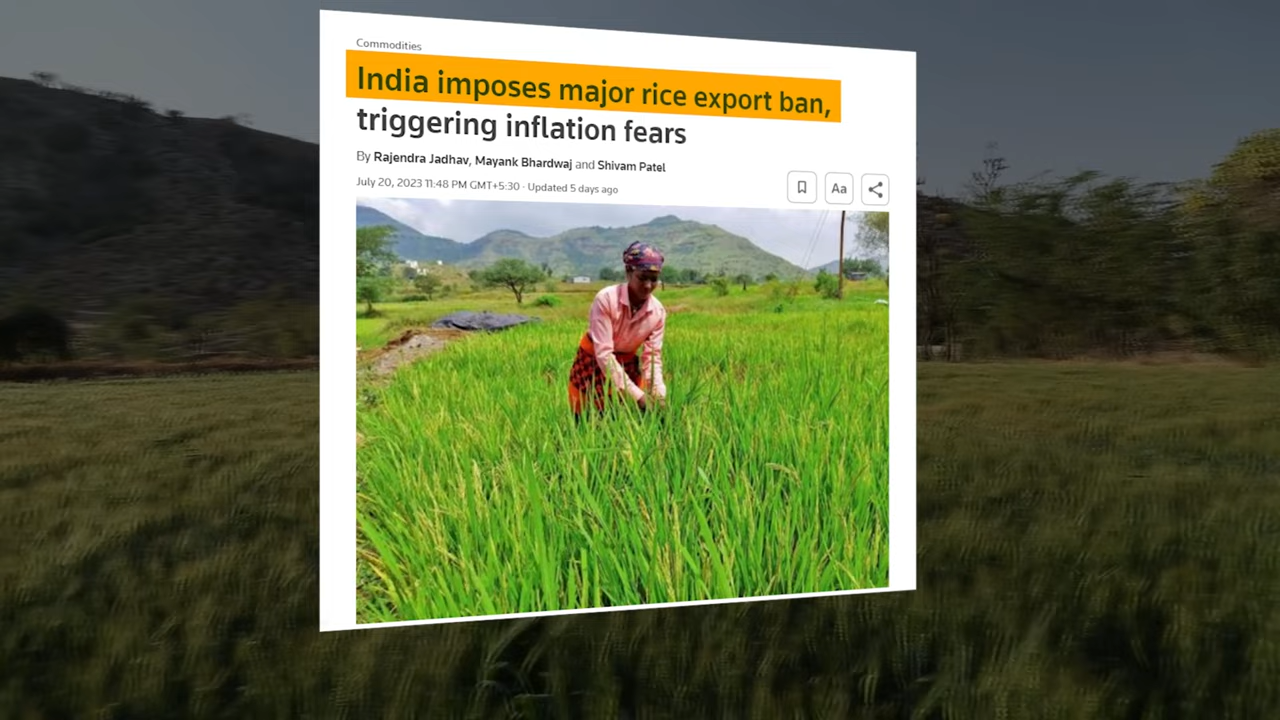 Commodities
India imposes major rice export ban,
triggering inflation fears
By Rajendra Jadhav, Mayank Bhardwaj and Shivam Patel
July 20, 2023 11:48 PM GMT+5:30 · Updated 5 days ago
Aa